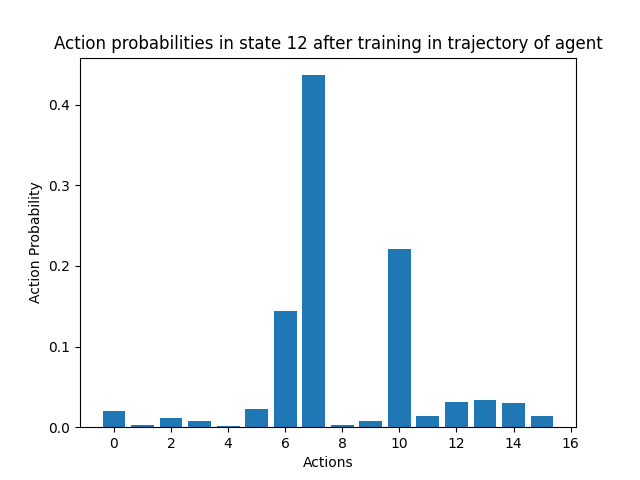 Action probabilities in state 12 after training in trajectory of agent
0.4
0.3
0.2
0.1
0.0
Action Probability
0 2 4 6 8 10 12 14 16
Actions